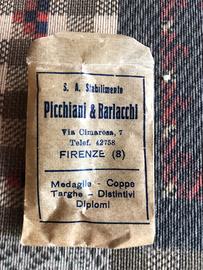 S. A. Stabilimento
Picchiani & Barlacchi
Via Cimarosa, 7
Telef. 42758
FIRENZE (8)
Medaglie - Coppe
Targhe - Distintivi
Diplomi